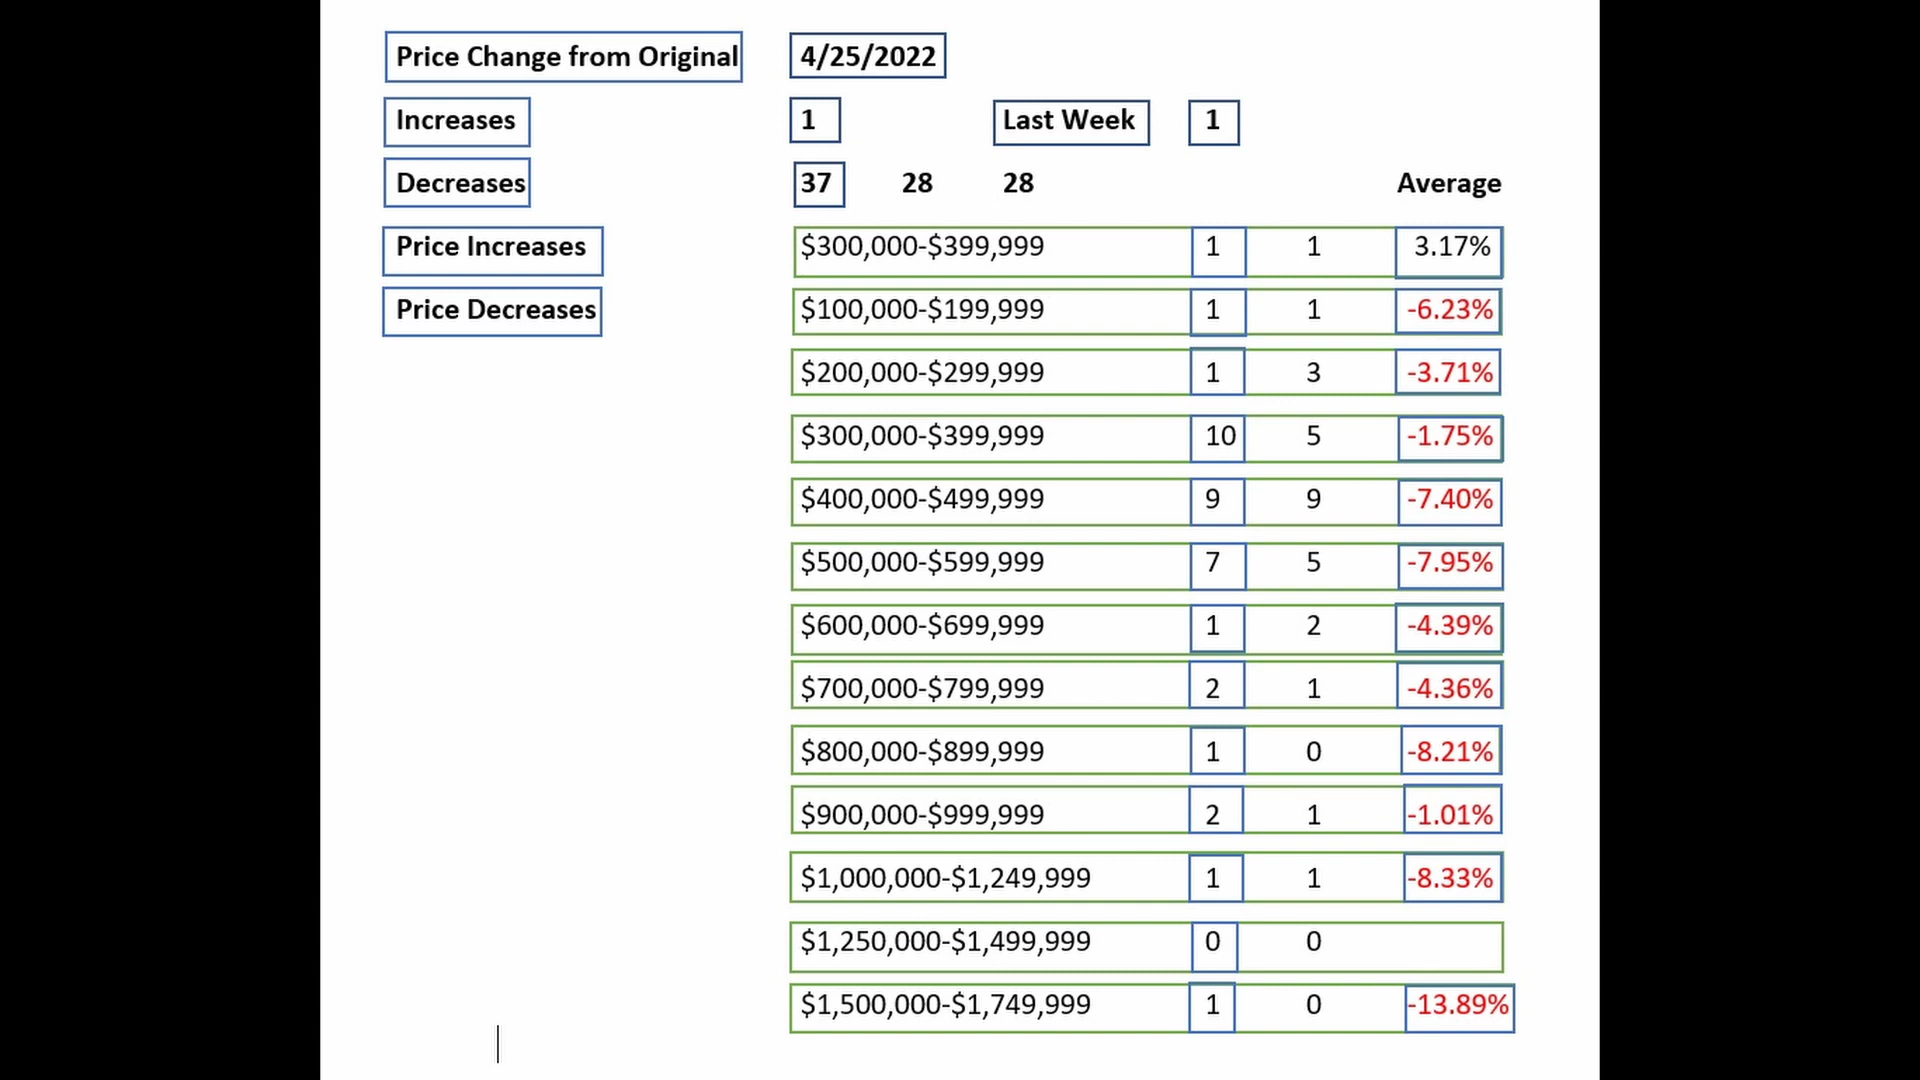 Price Change from Original 4/25/2022
Increases 1 Last Week 1
Decreases 37 28 28 Average
Price Increases $300,000-$399,999 1 1 3.17%
Price Decreases $100,000-$199,999 1 1 -6.23%
$200,000-$299,999 1 3 -3.71%
$300,000-$399,999 10 5 -1.75%
$400,000-$499,999 9 9 -7.40%
$500,000-$599,999 7 5 -7.95%
$600,000-$699,999 1 2 -4.39%
$700,000-$799,999 2 1 -4.36%
$800,000-$899,999 1 0 -8.21%
$900,000-$999,999 2 1 -1.01%
$1,000,000-$1,249,999 1 1 -8.33%
$1,250,000-$1,499,999 0 0
$1,500,000-$1,749,999 1 0 -13.89%